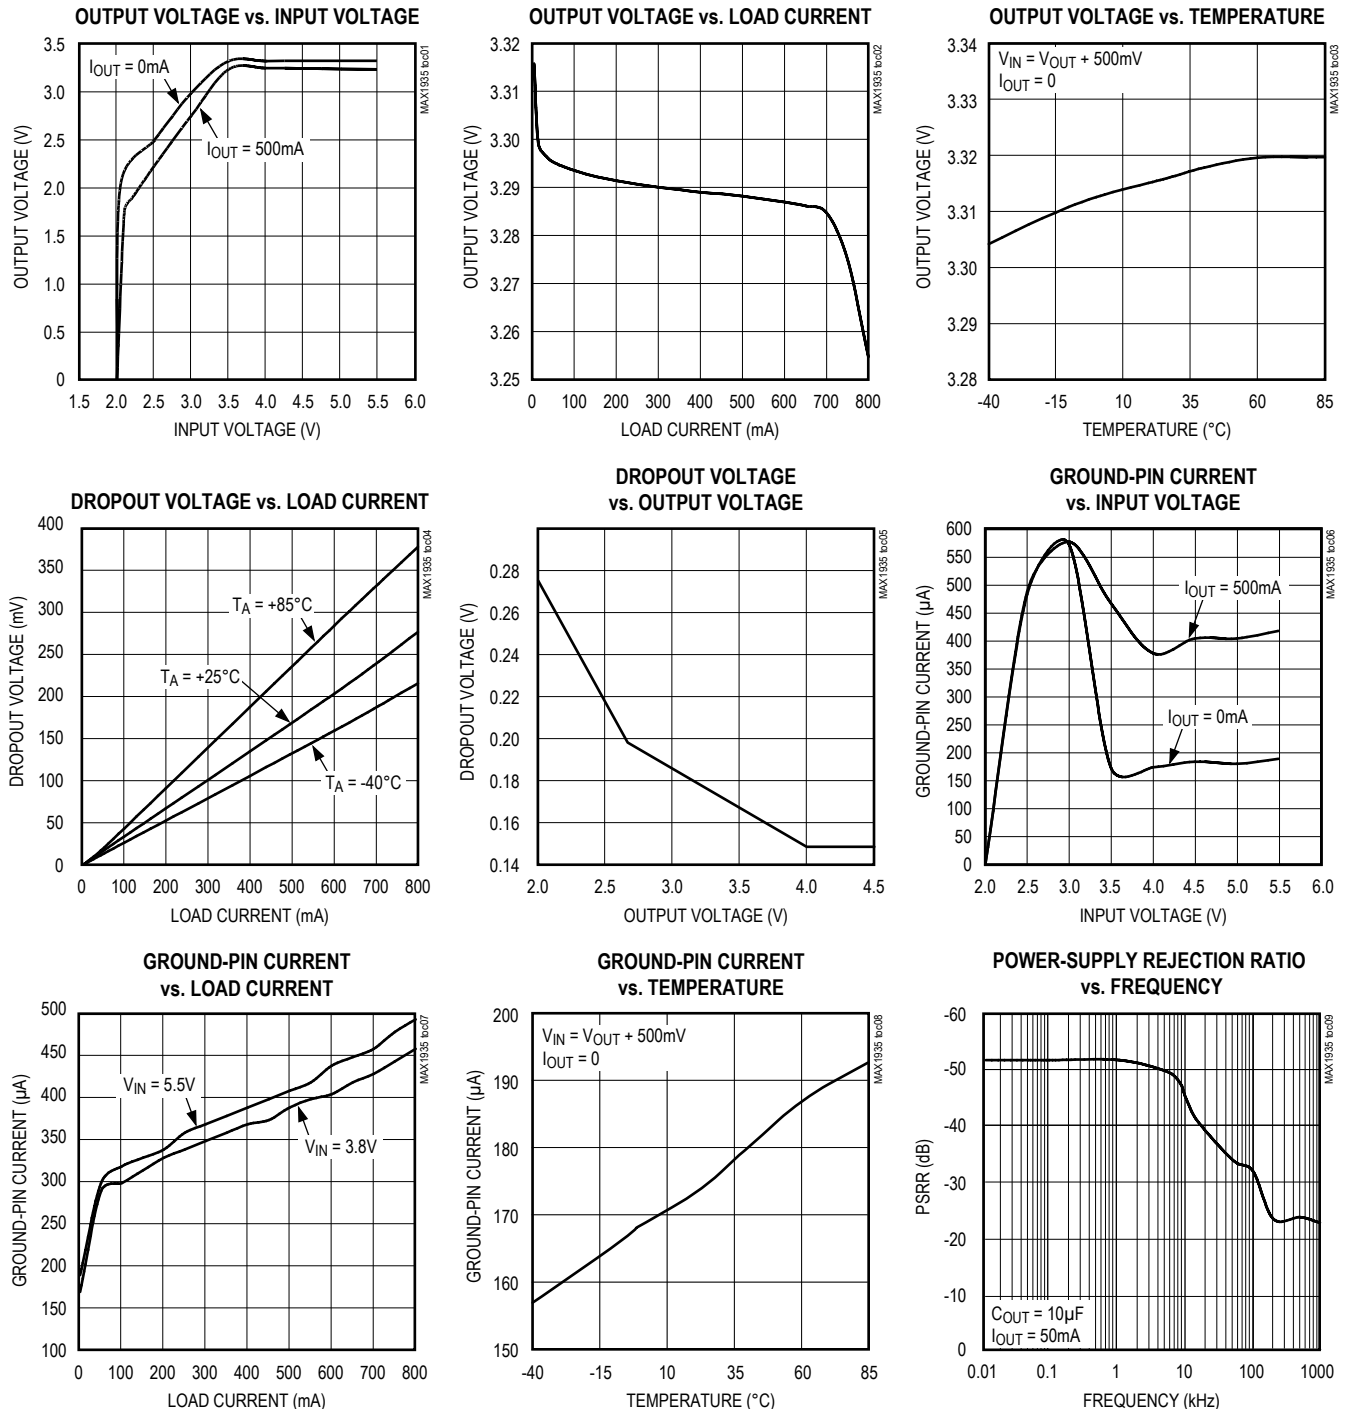 OUTPUT VOLTAGE vs. INPUT VOLTAGE
3.5
3.0
2.5
2.0
1.5
1.0
0.5
0
OUTPUT VOLTAGE (V)
IOUT = 0mA
IOUT = 500mA
MAX1935 toc01
1.5 2.0 2.5 3.0 3.5 4.0 4.5 5.0 5.5 6.0
INPUT VOLTAGE (V)
OUTPUT VOLTAGE vs. LOAD CURRENT
3.32
3.31
3.30
3.29
3.28
3.27
3.26
3.25
OUTPUT VOLTAGE (V)
MAX1935 toc02
0 100 200 300 400 500 600 700 800
LOAD CURRENT (mA)
OUTPUT VOLTAGE vs. TEMPERATURE
3.34
3.33
3.32
3.31
3.30
3.29
3.28
OUTPUT VOLTAGE (V)
VIN = VOUT + 500mV
IOUT = 0
MAX1935 toc03
-40 -15 10 35 60 85
TEMPERATURE (°C)
DROPOUT VOLTAGE vs. LOAD CURRENT
400
350
300
250
200
150
100
50
0
DROPOUT VOLTAGE (mV)
TA = +85°C
TA = +25°C
TA = -40°C
MAX1935 toc04
0 100 200 300 400 500 600 700 800
LOAD CURRENT (mA)
DROPOUT VOLTAGE
vs. OUTPUT VOLTAGE
0.28
0.26
0.24
0.22
0.20
0.18
0.16
0.14
DROPOUT VOLTAGE (V)
MAX1935 toc05
2.0 2.5 3.0 3.5 4.0 4.5
OUTPUT VOLTAGE (V)
GROUND-PIN CURRENT
vs. INPUT VOLTAGE
600
550
500
450
400
350
300
250
200
150
100
50
0
GROUND-PIN CURRENT (µA)
IOUT = 500mA
IOUT = 0mA
MAX1935 toc06
2.0 2.5 3.0 3.5 4.0 4.5 5.0 5.5 6.0
INPUT VOLTAGE (V)
GROUND-PIN CURRENT
vs. LOAD CURRENT
500
450
400
350
300
250
200
150
100
GROUND-PIN CURRENT (µA)
VIN = 5.5V
VIN = 3.8V
MAX1935 toc07
0 100 200 300 400 500 600 700 800
LOAD CURRENT (mA)
GROUND-PIN CURRENT
vs. TEMPERATURE
200
190
180
170
160
150
GROUND-PIN CURRENT (µA)
VIN = VOUT + 500mV
IOUT = 0
MAX1935 toc08
-40 -15 10 35 60 85
TEMPERATURE (°C)
POWER-SUPPLY REJECTION RATIO
vs. FREQUENCY
-60
-50
-40
-30
-20
-10
0
PSRR (dB)
COUT = 10µF
IOUT = 50mA
MAX1935 toc09
0.01 0.1 1 10 100 1000
FREQUENCY (kHz)